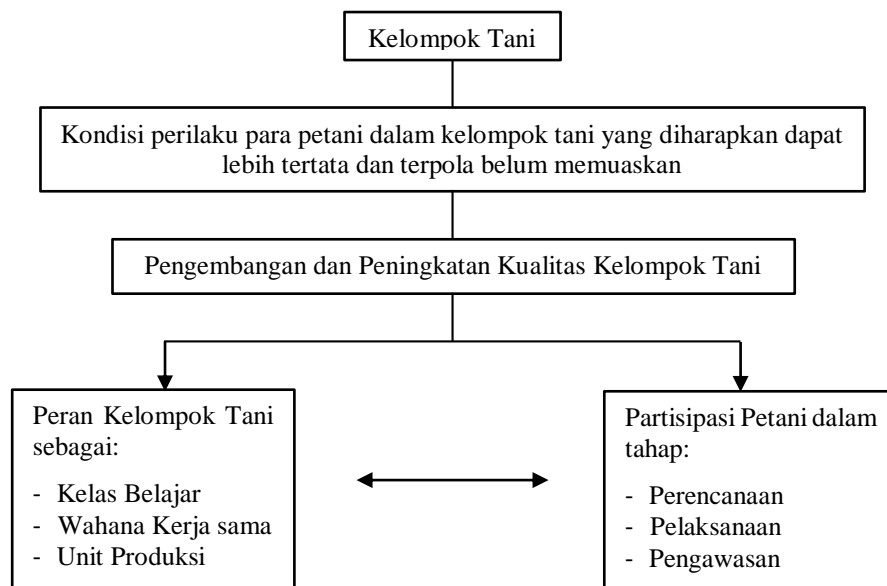 Kelompok Tani
Kondisi perilaku para petani dalam kelompok tani yang diharapkan dapat
lebih tertata dan terpola belum memuaskan
Pengembangan dan Peningkatan Kualitas Kelompok Tani
Peran Kelompok Tani
sebagai:
- Kelas Belajar
- Wahana Kerja sama
- Unit Produksi
Partisipasi Petani dalam
tahap:
- Perencanaan
- Pelaksanaan
- Pengawasan